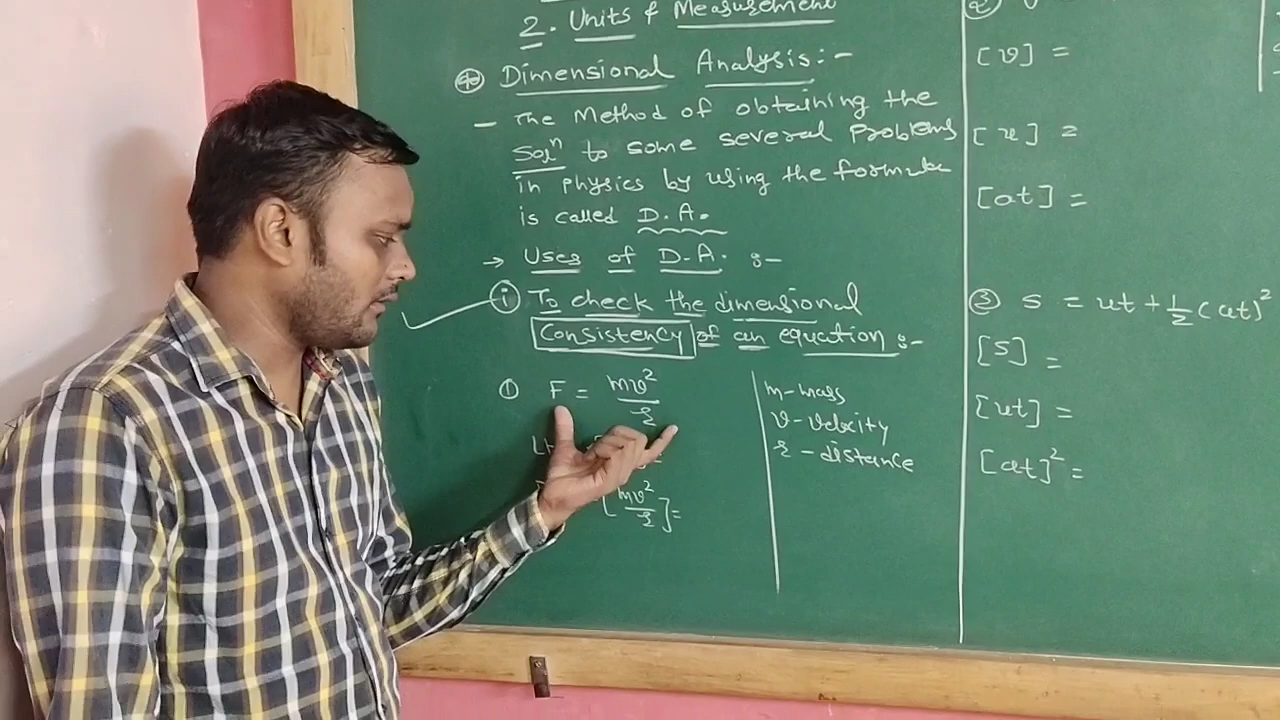 2. Units & Measurement
Dimensional Analysis:-
- The Method of obtaining the
Solⁿ to some several Problems
in physics by using the formula
is called D.A.
→ Uses of D.A. :-
(i) To check the dimensional
Consistency of an equation :-
① F = mv²/r
[mv²/r] =
m - mass
v - velocity
r - distance
②
[v] =
[u] =
[at] =
③ s = ut + 1/2 (at)²
[s] =
[ut] =
[at]² =